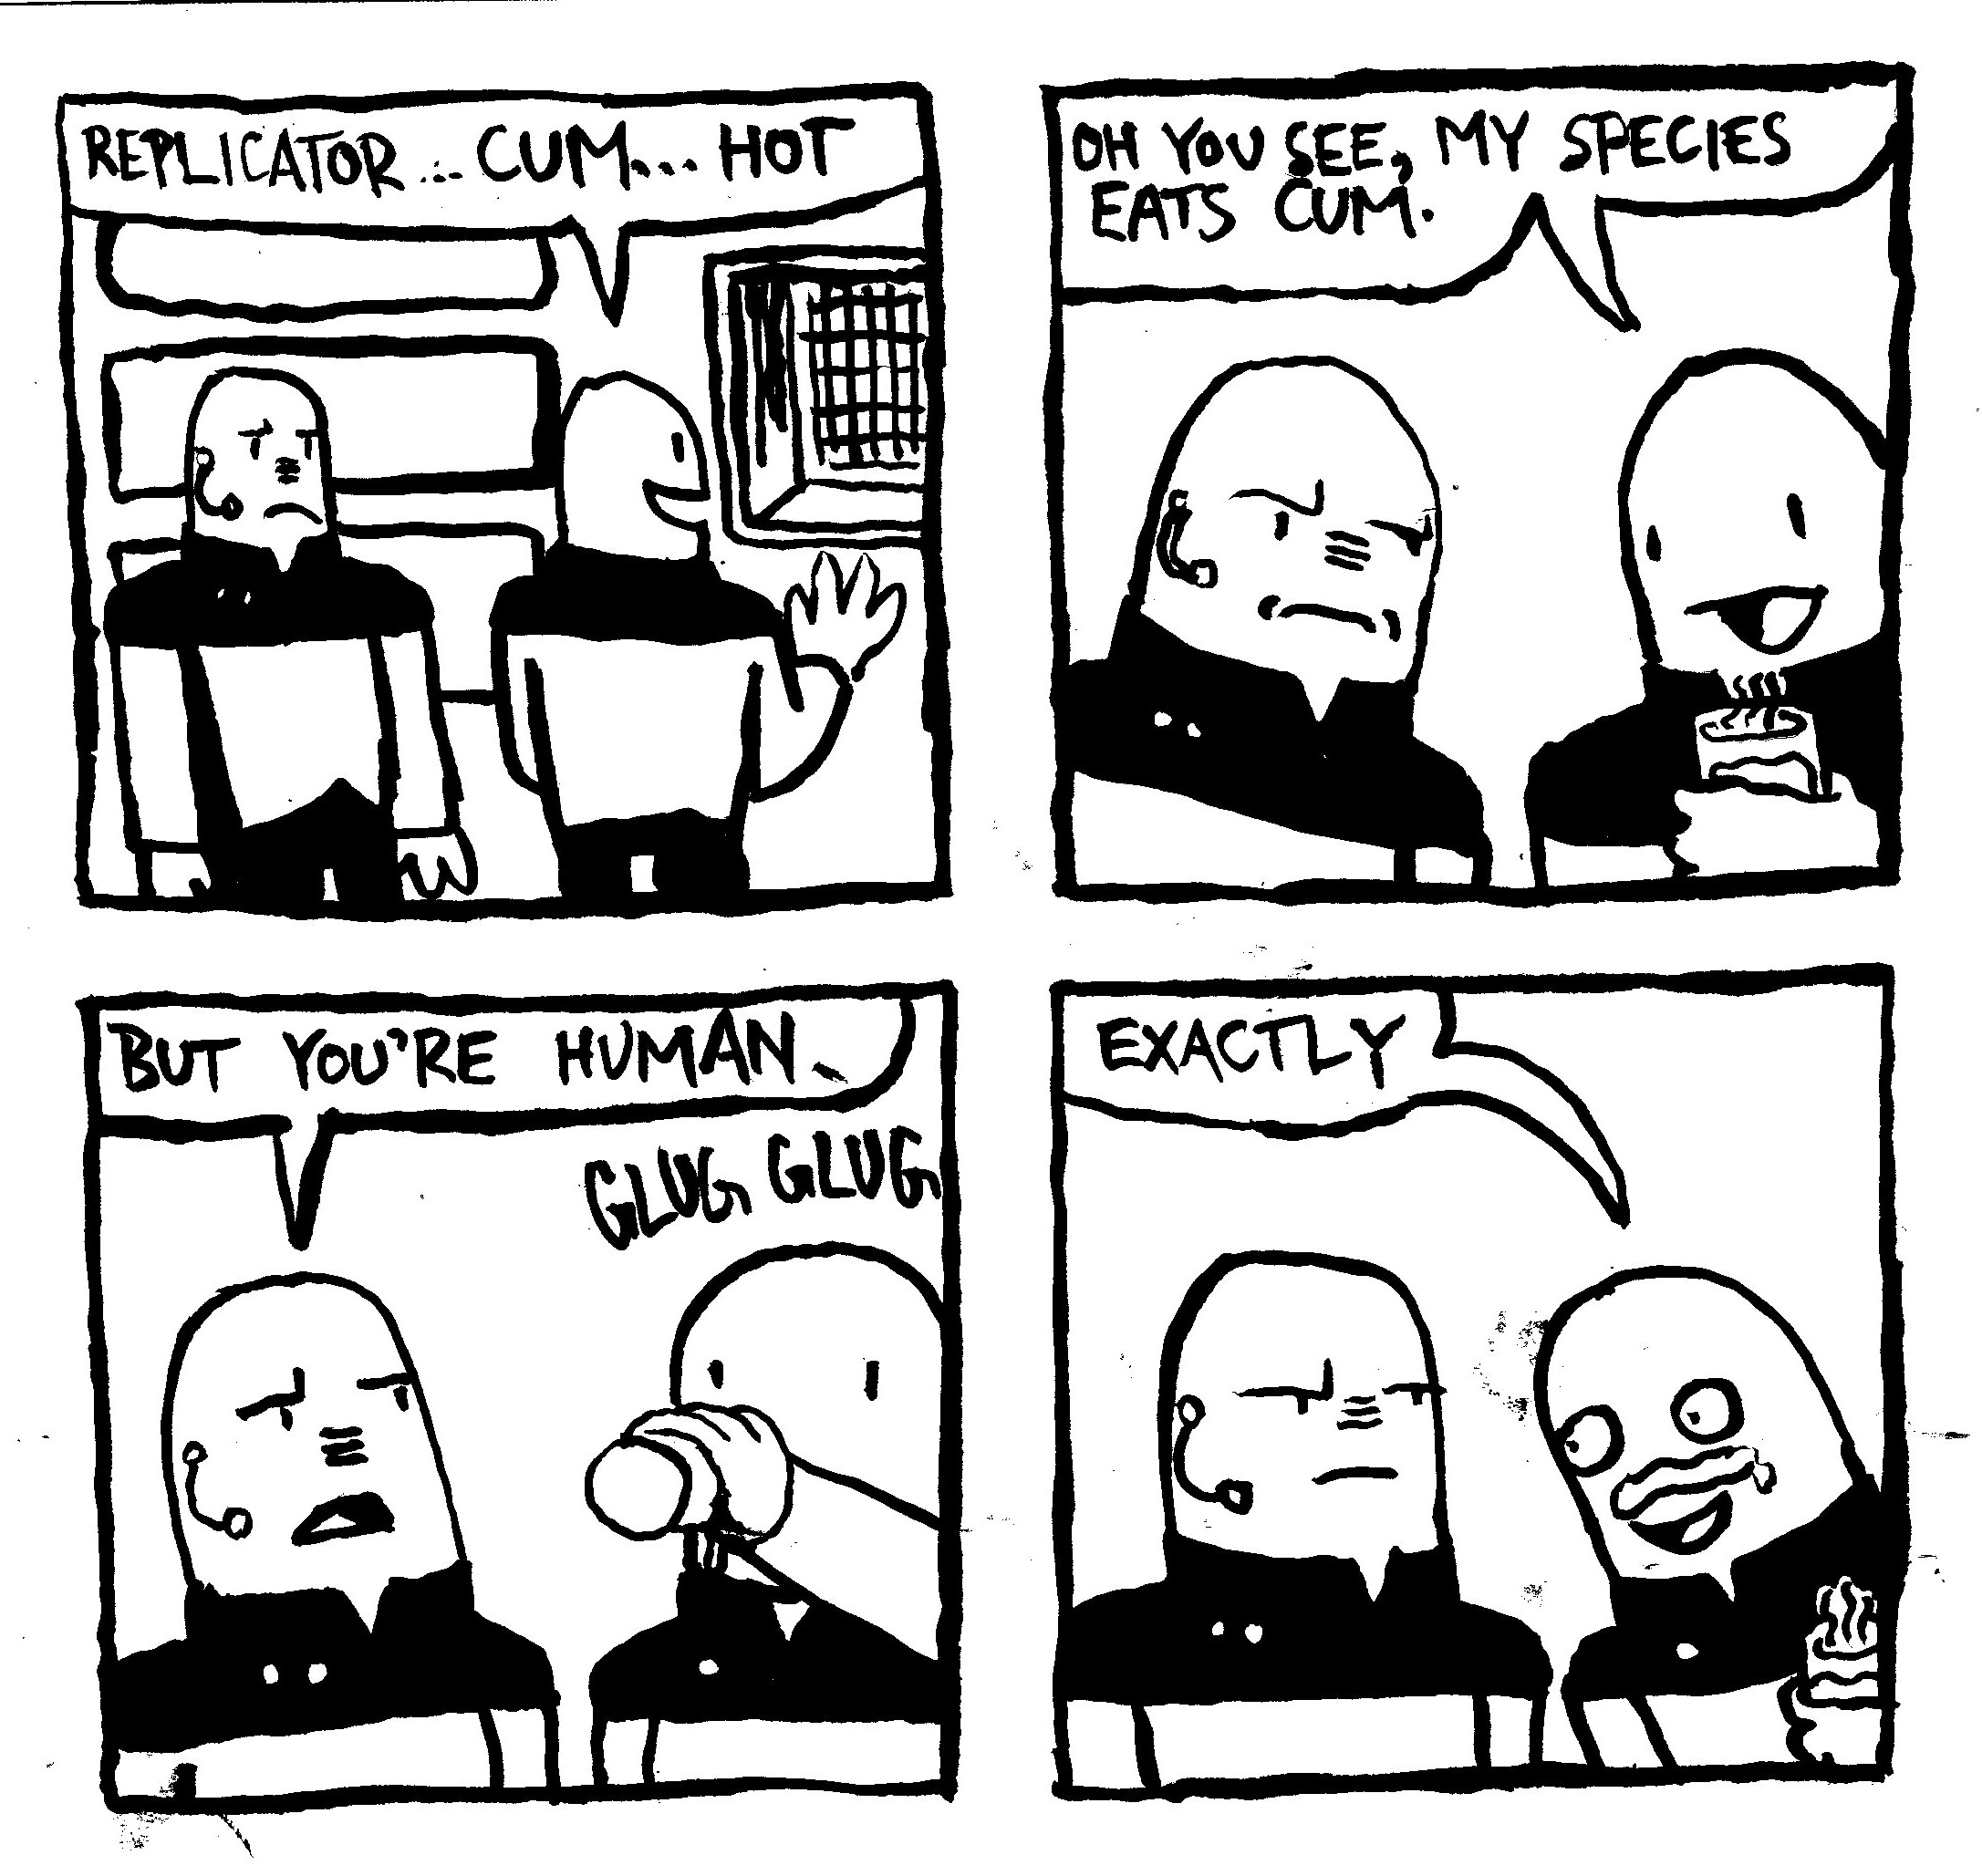 REPLICATOR... CUM... HOT
OH YOU SEE, MY SPECIES
EATS CUM.
BUT YOU'RE HUMAN.
GLUG GLUG
EXACTLY